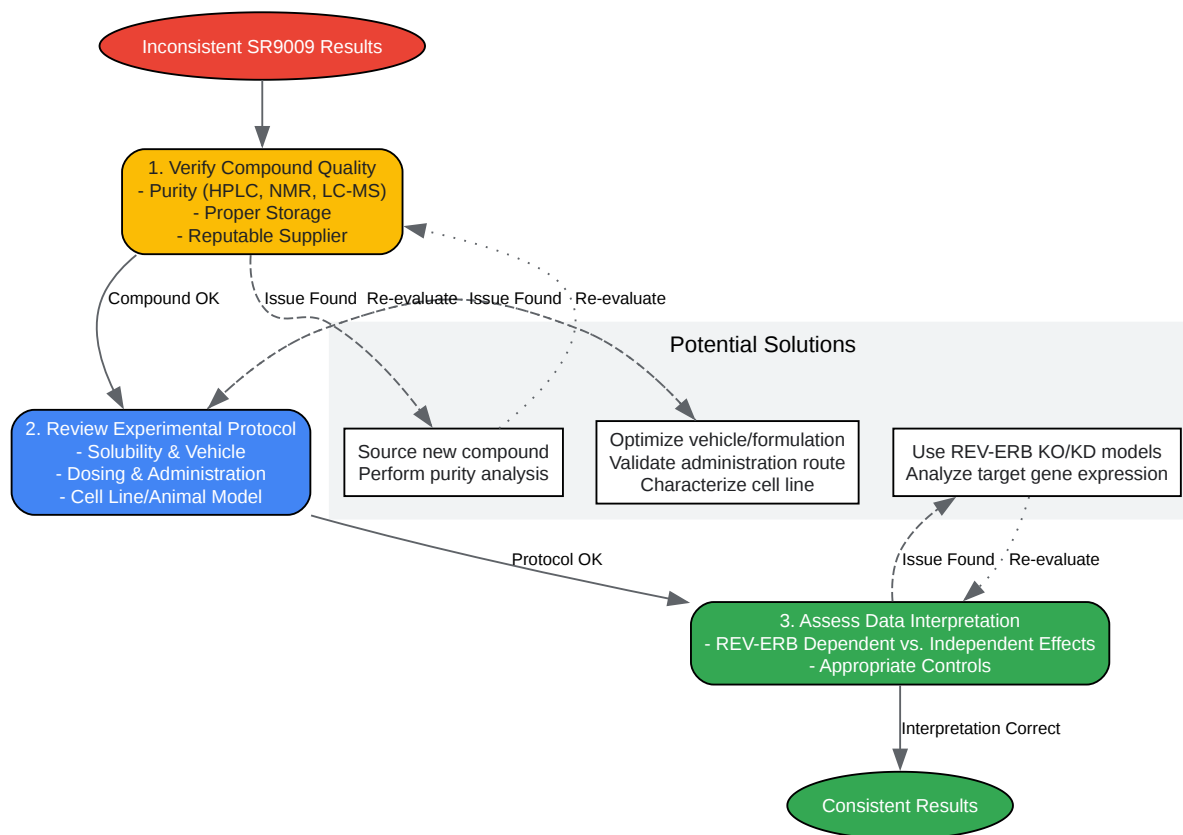 Inconsistent SR9009 Results
1. Verify Compound Quality
- Purity (HPLC, NMR, LC-MS)
- Proper Storage
- Reputable Supplier
Compound OK
Issue Found
Re-evaluate
Issue Found
Re-evaluate
Potential Solutions
2. Review Experimental Protocol
- Solubility & Vehicle
- Dosing & Administration
- Cell Line/Animal Model
Source new compound
Perform purity analysis
Optimize vehicle/formulation
Validate administration route
Characterize cell line
Use REV-ERB KO/KD models
Analyze target gene expression
Protocol OK
Issue Found
Re-evaluate
3. Assess Data Interpretation
- REV-ERB Dependent vs. Independent Effects
- Appropriate Controls
Interpretation Correct
Consistent Results